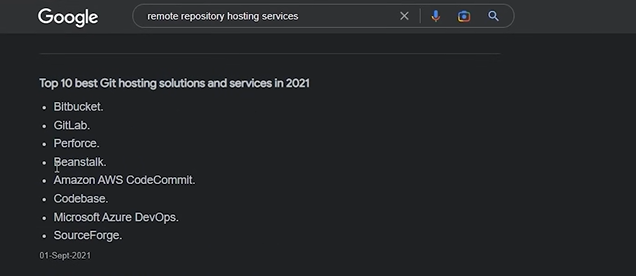 Google
remote repository hosting services
Top 10 best Git hosting solutions and services in 2021
Bitbucket.
GitLab.
Perforce.
Beanstalk.
Amazon AWS CodeCommit.
Codebase.
Microsoft Azure DevOps.
SourceForge.
01-Sept-2021